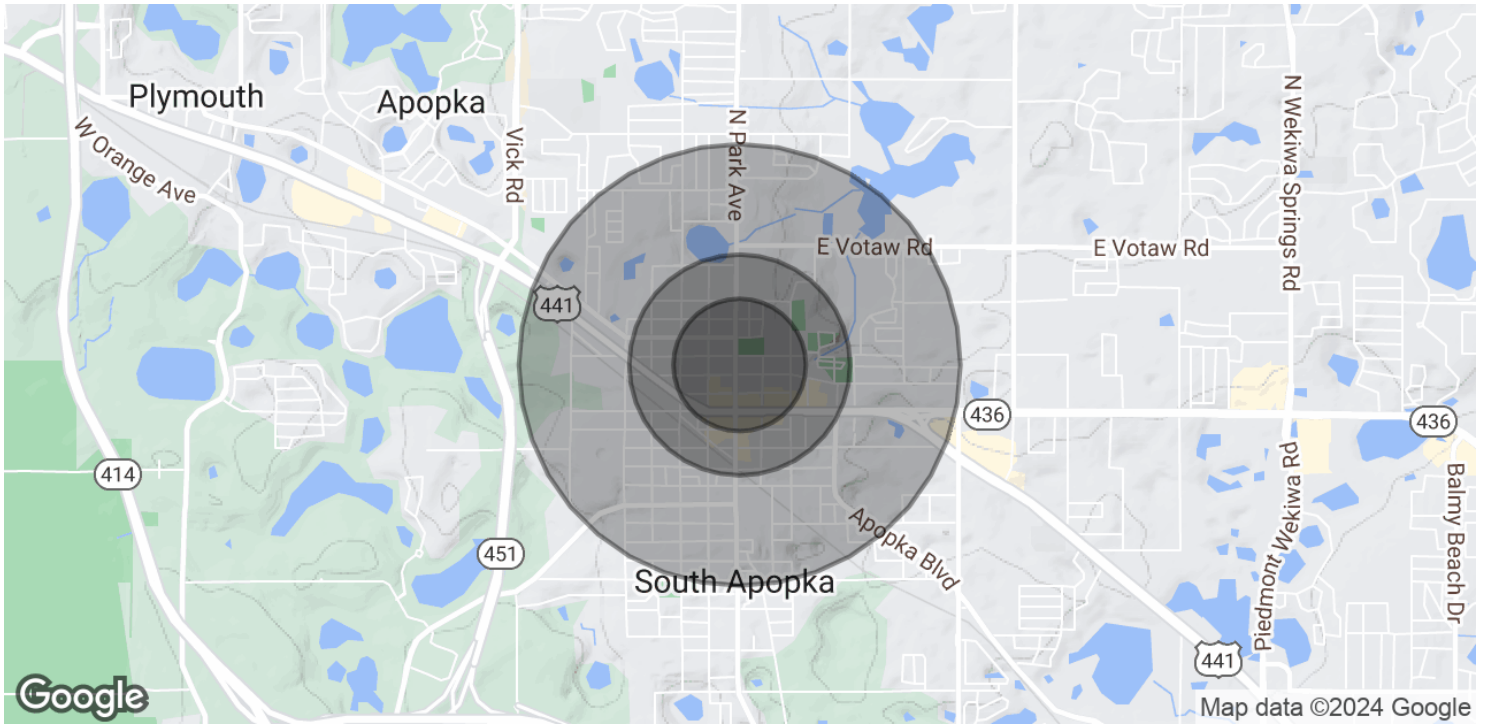 Plymouth
Apopka
W Orange Ave
Vick Rd
N Park Ave
N Wekiwa Springs Rd
E Votaw Rd
E Votaw Rd
441
436
436
414
451
Apopka Blvd
Piedmont Wekiwa Rd
Balmy Beach Dr
South Apopka
441
Google
Map data ©2024 Google